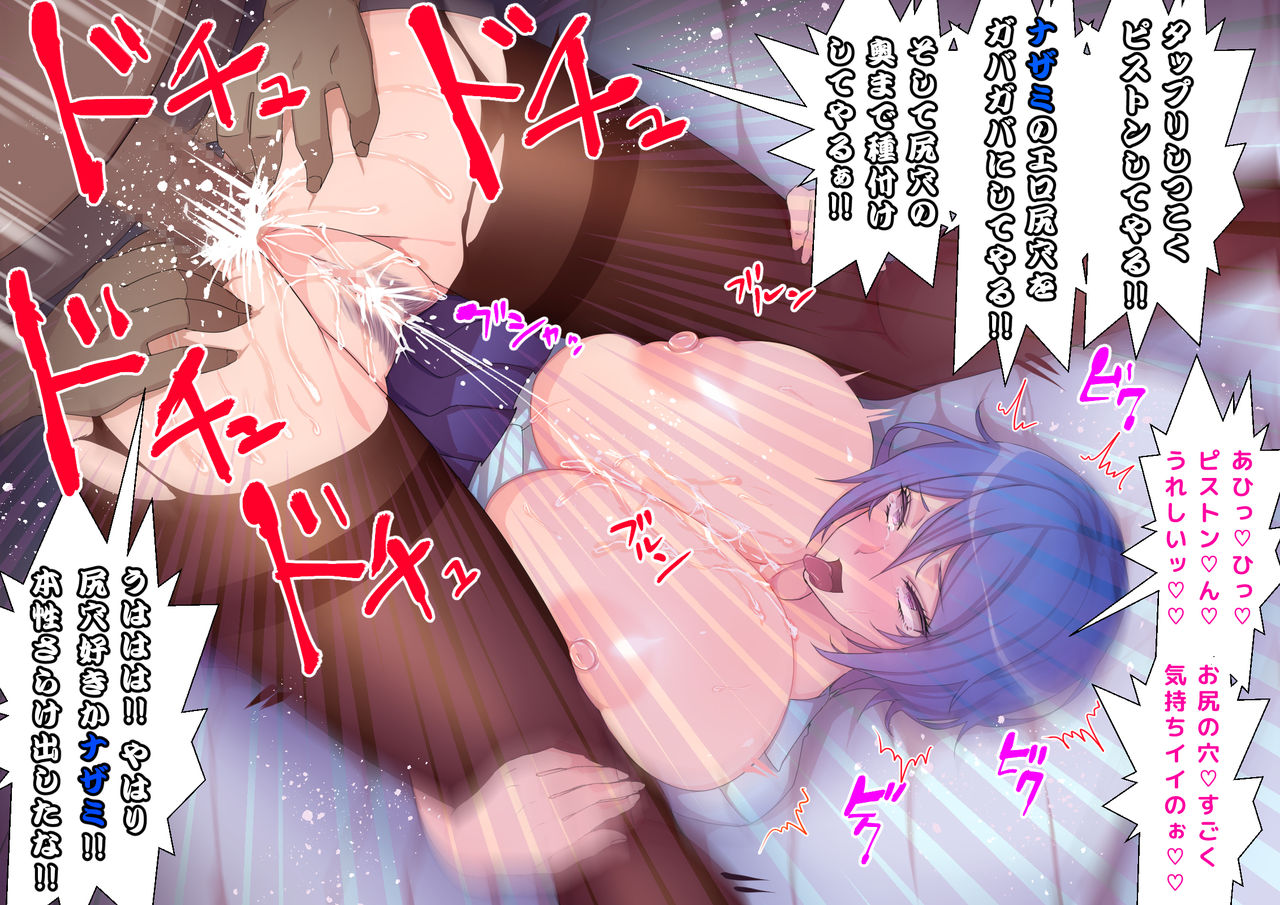 タップリしつこく
ピストンしてやる!!
ナザミのエロ尻穴を
ガバガバにしてやる!!
そして尻穴の
奥まで種付け
してやるぁ!!
ドチュ
ドチュ
ドチュ
ドチュ
ブシャッ
ブルン
ブルン
ビク
あひっ♡ひっ♡
ピストン♡ん♡
うれしいッ♡♡
お尻の穴♡すごく
気持ちイイのぉ♡♡
ビク
ビク
うははは!! やはり
尻穴好きかナザミ!!
本性さらけ出したな!!